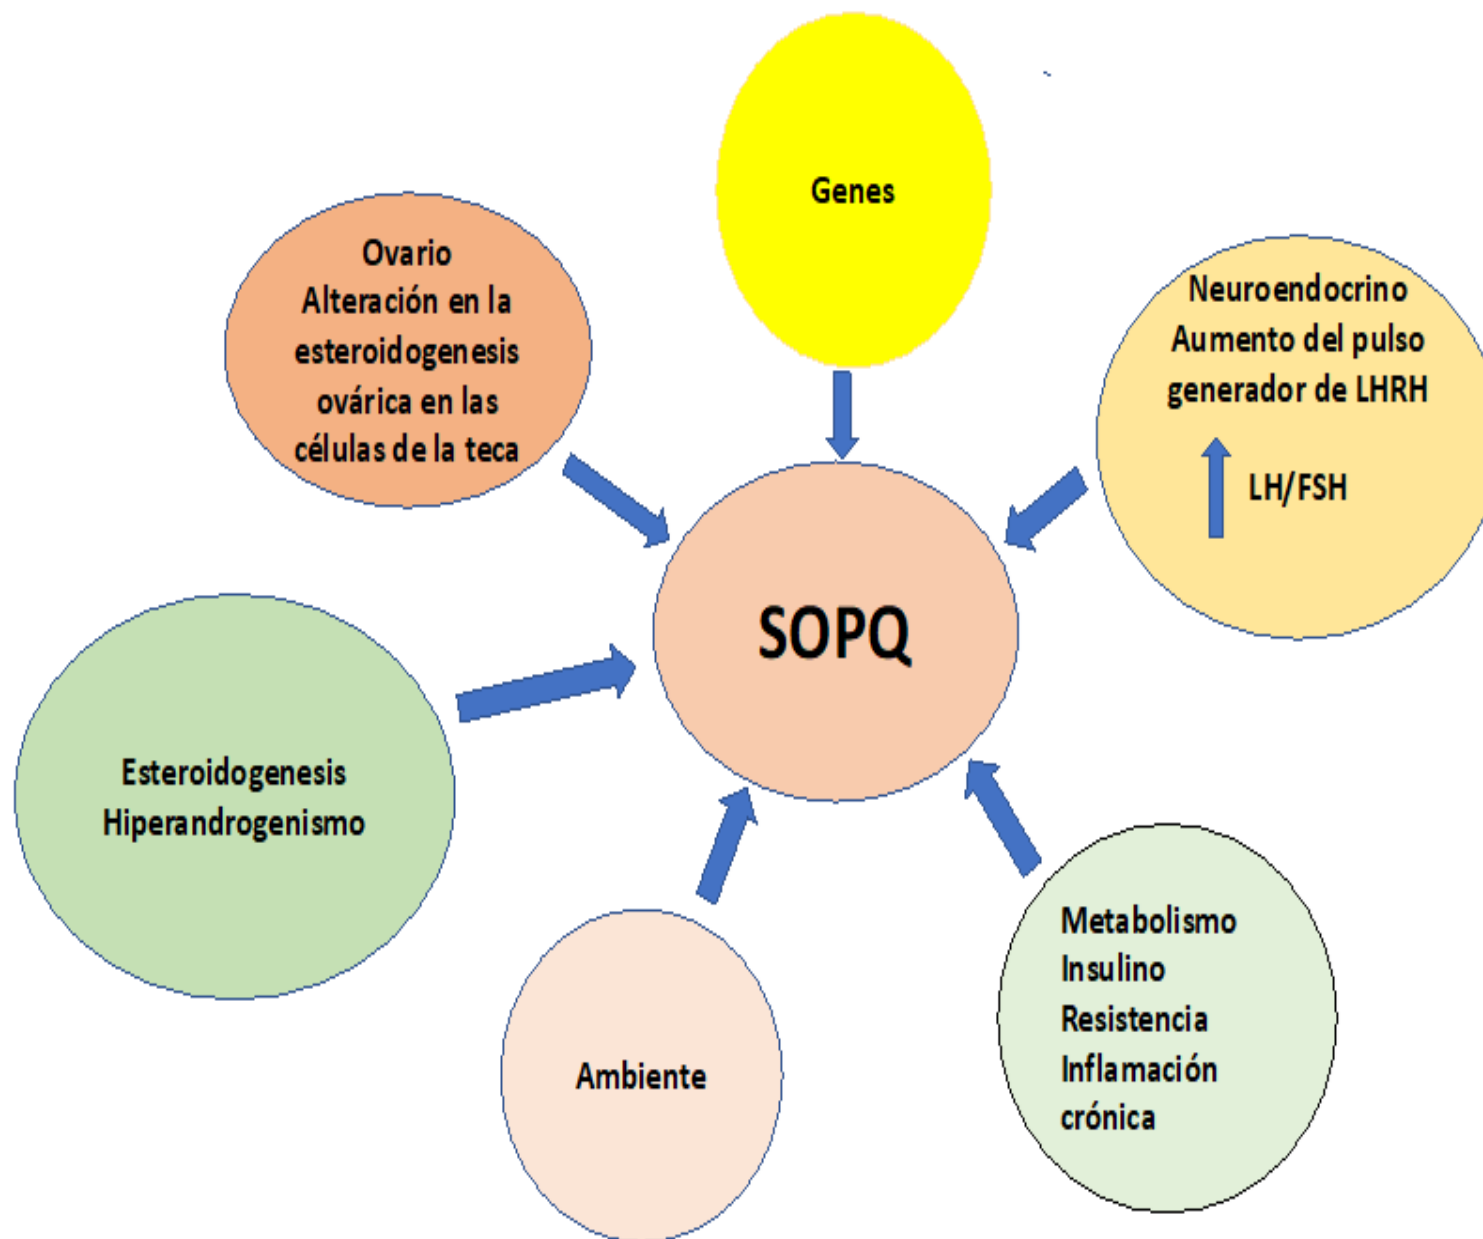 Genes
Ovario
Alteración en la
esteroidogenesis
ovárica en las
células de la teca
Neuroendocrino
Aumento del pulso
generador de LHRH
LH/FSH
SOPQ
Esteroidogenesis
Hiperandrogenismo
Ambiente
Metabolismo
Insulino
Resistencia
Inflamación
crónica